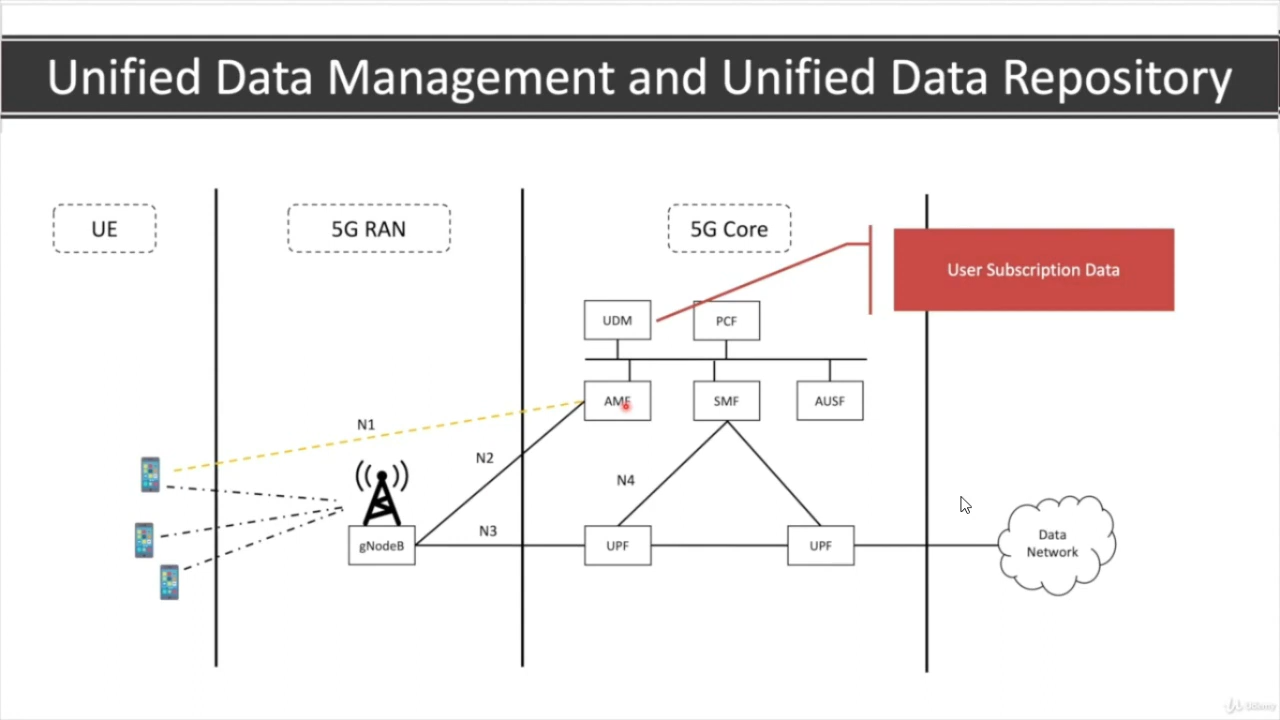 Unified Data Management and Unified Data Repository
UE
5G RAN
5G Core
User Subscription Data
UDM
PCF
AMF
SMF
AUSF
N1
N2
N4
N3
gNodeB
UPF
UPF
Data
Network
Udemy